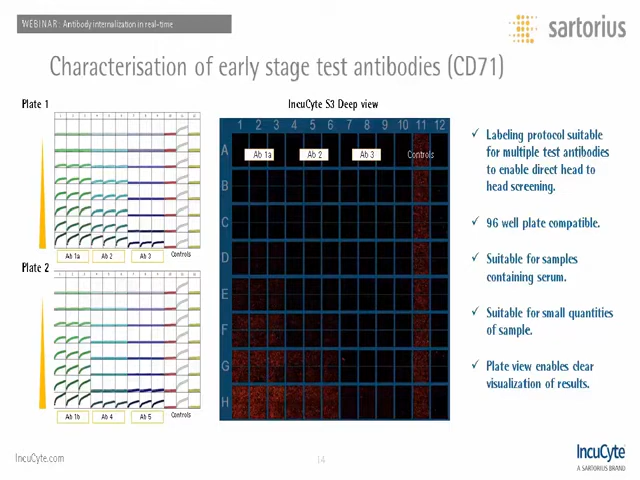 WEBINAR: Antibody internalization in real-time
sartorius
Characterisation of early stage test antibodies (CD71)
Plate 1
IncuCyte S3 Deep view
1 2 3 4 5 6 7 8 9 10 11 12
A
B
C
D
E
F
G
H
Ab 1a Ab 2 Ab 3 Controls
Ab 1a Ab 2 Ab 3 Controls
Plate 2
Ab 1b Ab 4 Ab 5 Controls
✓ Labeling protocol suitable
for multiple test antibodies
to enable direct head to
head screening.
✓ 96 well plate compatible.
✓ Suitable for samples
containing serum.
✓ Suitable for small quantities
of sample.
✓ Plate view enables clear
visualization of results.
IncuCyte.com
14
IncuCyte
A SARTORIUS BRAND